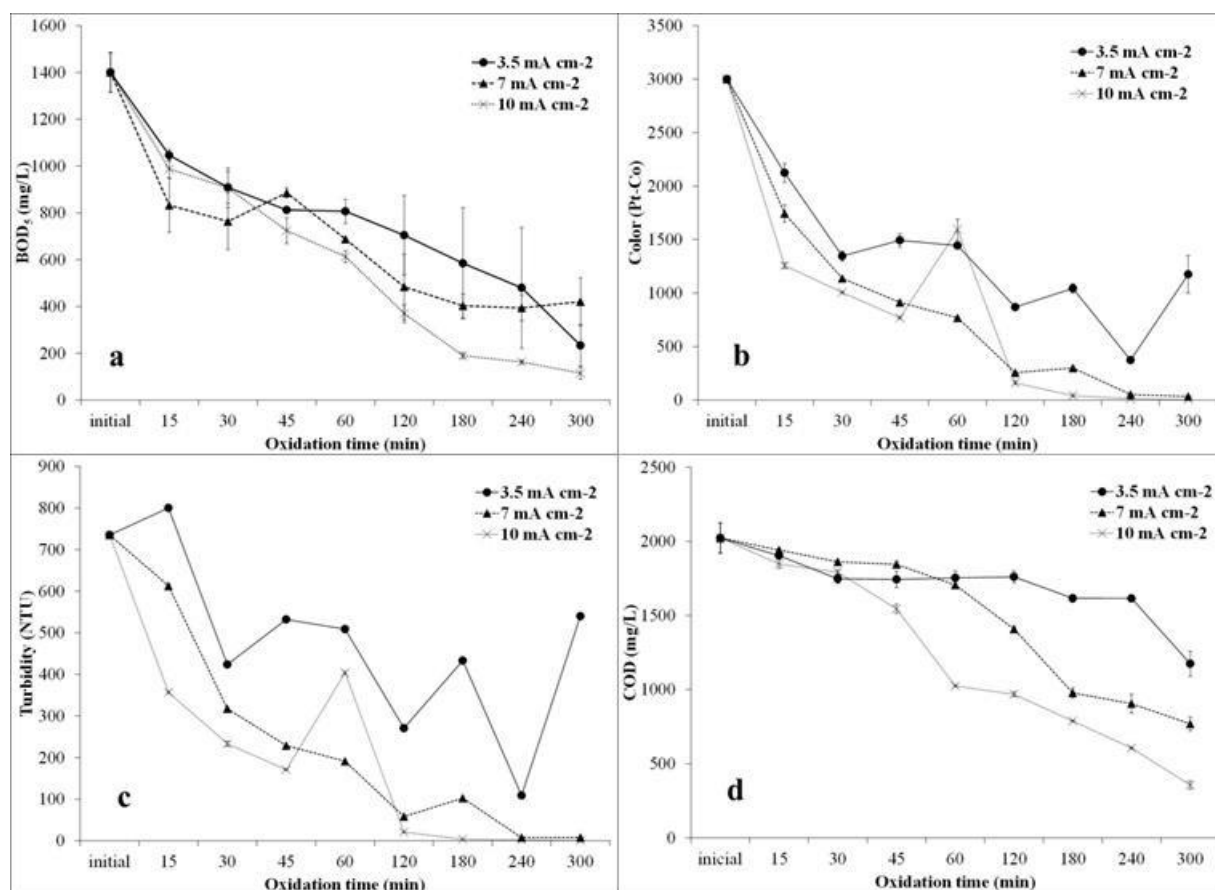 1600
1400
1200
1000
800
600
400
200
0
BOD5 (mg/L)
3.5 mA cm-2
7 mA cm-2
10 mA cm-2
a
initial 15 30 45 60 120 180 240 300
Oxidation time (min)
3500
3000
2500
2000
1500
1000
500
0
Color (Pt-Co)
3.5 mA cm-2
7 mA cm-2
10 mA cm-2
b
initial 15 30 45 60 120 180 240 300
Oxidation time (min)
900
800
700
600
500
400
300
200
100
0
Turbidity (NTU)
3.5 mA cm-2
7 mA cm-2
10 mA cm-2
c
initial 15 30 45 60 120 180 240 300
Oxidation time (min)
2500
2000
1500
1000
500
0
COD (mg/L)
3.5 mA cm-2
7 mA cm-2
10 mA cm-2
d
inicial 15 30 45 60 120 180 240 300
Oxidation time (min)